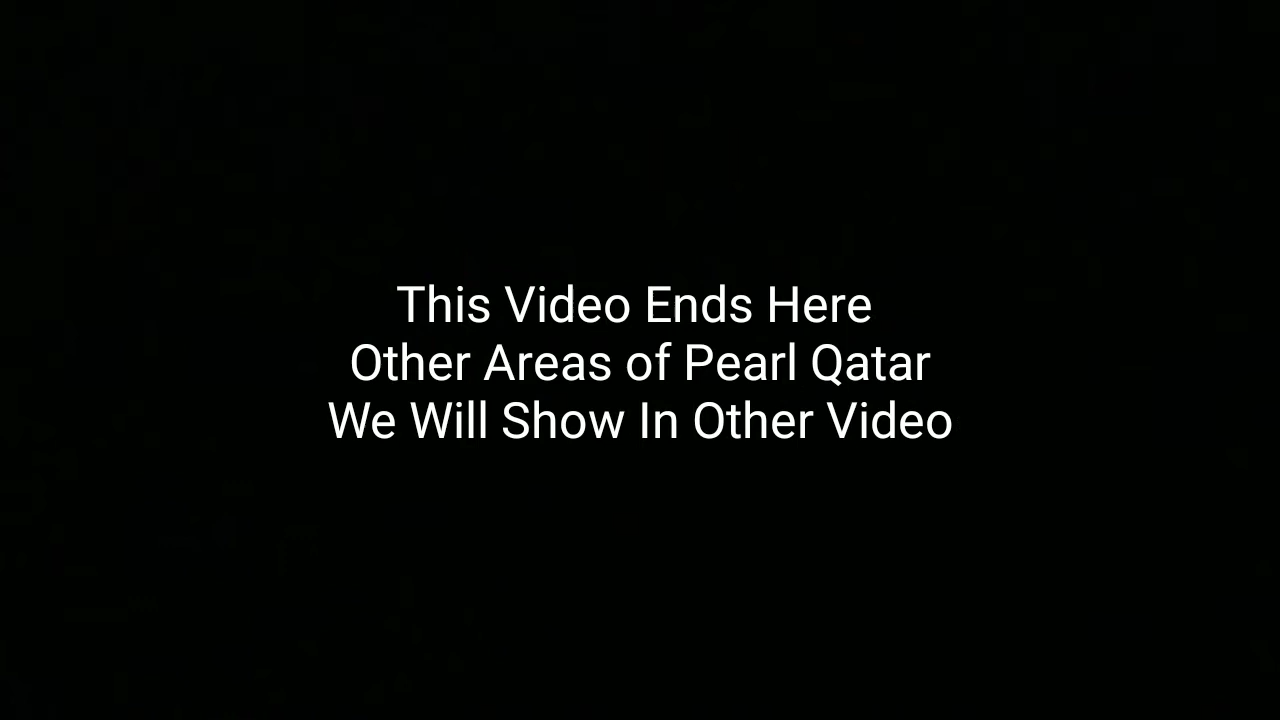 This Video Ends Here
Other Areas of Pearl Qatar
We Will Show In Other Video